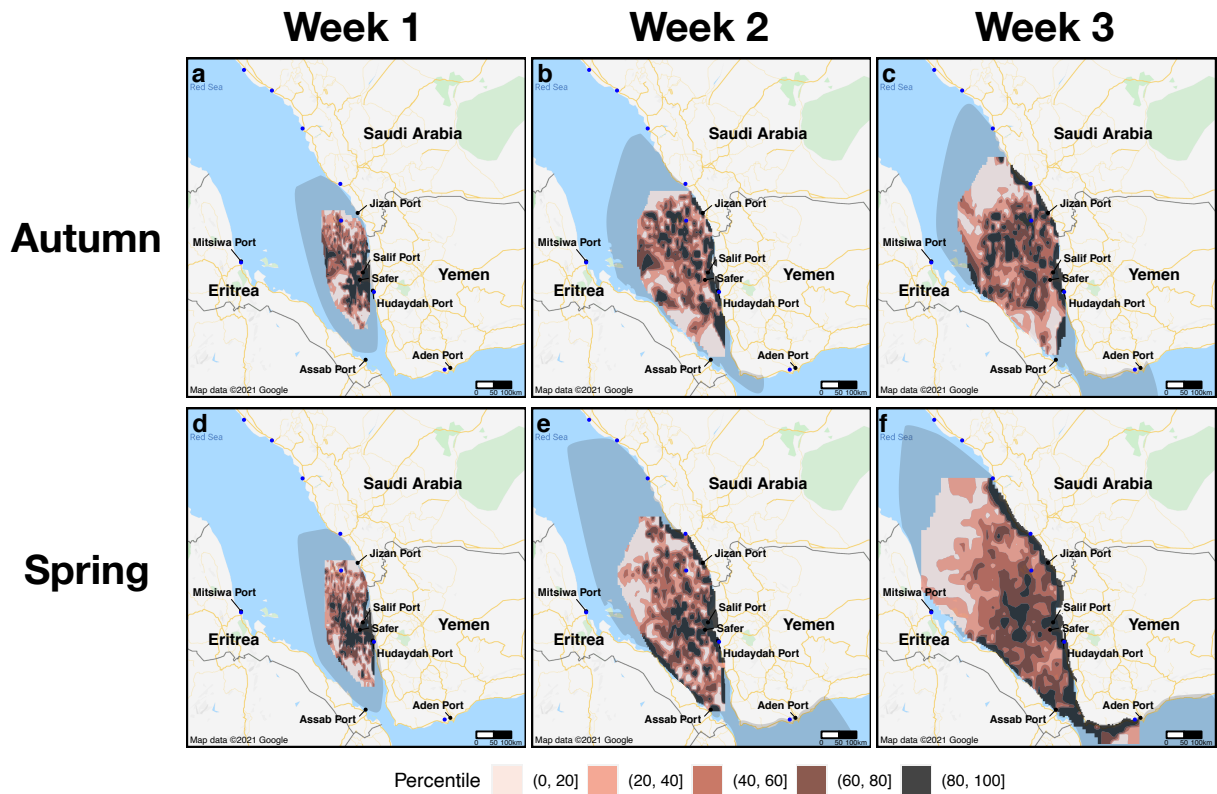 Week 1
Week 2
Week 3
Autumn
a
Red Sea
Saudi Arabia
Jizan Port
Mitsiwa Port
Salif Port
Safer
Yemen
Eritrea
Hudaydah Port
Aden Port
Assab Port
Map data ©2021 Google
0 50 100km
b
Red Sea
Saudi Arabia
Jizan Port
Mitsiwa Port
Salif Port
Safer
Yemen
Eritrea
Hudaydah Port
Aden Port
Assab Port
Map data ©2021 Google
0 50 100km
c
Red Sea
Saudi Arabia
Jizan Port
Mitsiwa Port
Salif Port
Safer
Yemen
Eritrea
Hudaydah Port
Aden Port
Assab Port
Map data ©2021 Google
0 50 100km
Spring
d
Red Sea
Saudi Arabia
Jizan Port
Mitsiwa Port
Salif Port
Safer
Yemen
Eritrea
Hudaydah Port
Aden Port
Assab Port
Map data ©2021 Google
0 50 100km
e
Red Sea
Saudi Arabia
Jizan Port
Mitsiwa Port
Salif Port
Safer
Yemen
Eritrea
Hudaydah Port
Aden Port
Assab Port
Map data ©2021 Google
0 50 100km
f
Red Sea
Saudi Arabia
Jizan Port
Mitsiwa Port
Salif Port
Safer
Yemen
Eritrea
Hudaydah Port
Aden Port
Assab Port
Map data ©2021 Google
0 50 100km
Percentile (0, 20] (20, 40] (40, 60] (60, 80] (80, 100]